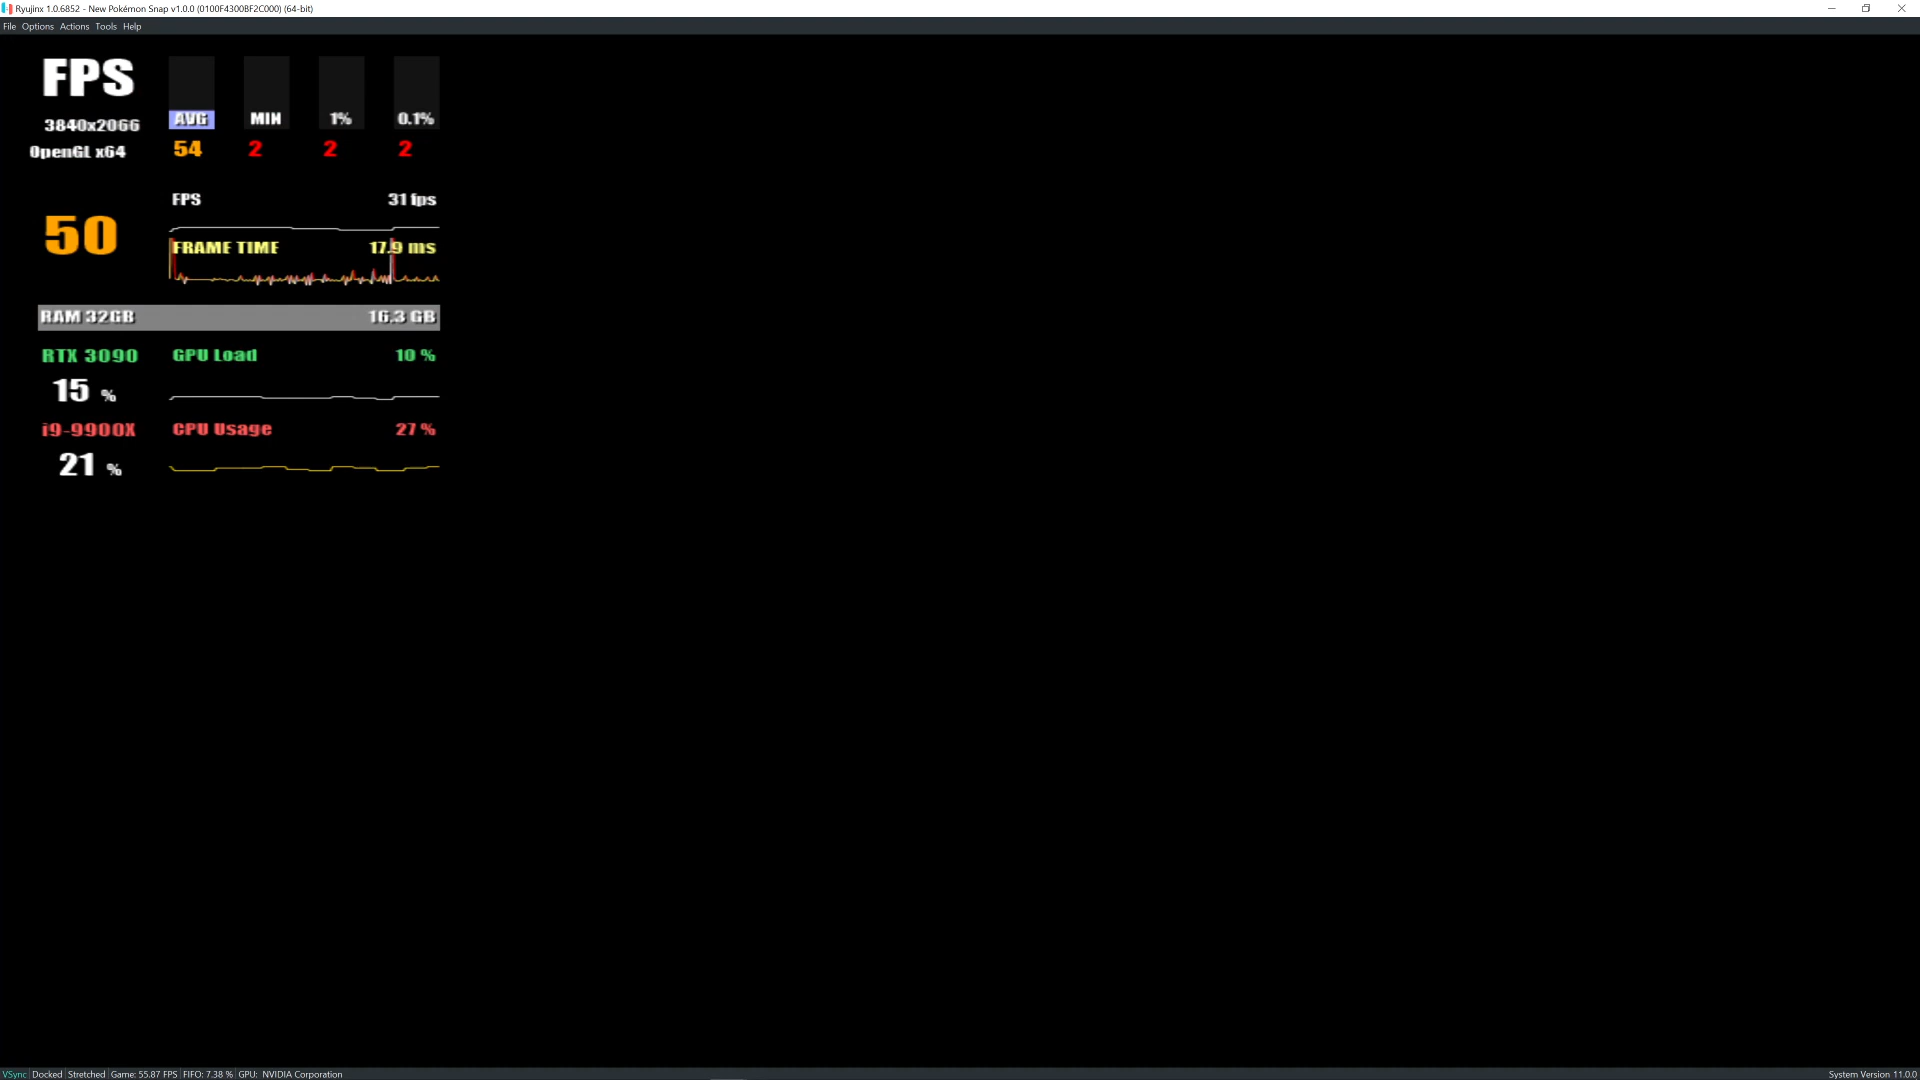 Ryujinx 1.0.6852 - New Pokémon Snap v1.0.0 (0100F4300BF2C000) (64-bit)
File Options Actions Tools Help
FPS
3840x2066
OpenGL x64
AVG MIN 1% 0.1%
54 2 2 2
FPS 31 fps
50
FRAME TIME 17.9 ms
RAM 32GB 16.3 GB
RTX 3090 GPU Load 10 %
15 %
i9-9900X CPU Usage 27 %
21 %
VSync Docked Stretched Game: 55.87 FPS FIFO: 7.38 % GPU: NVIDIA Corporation System Version 11.0.0